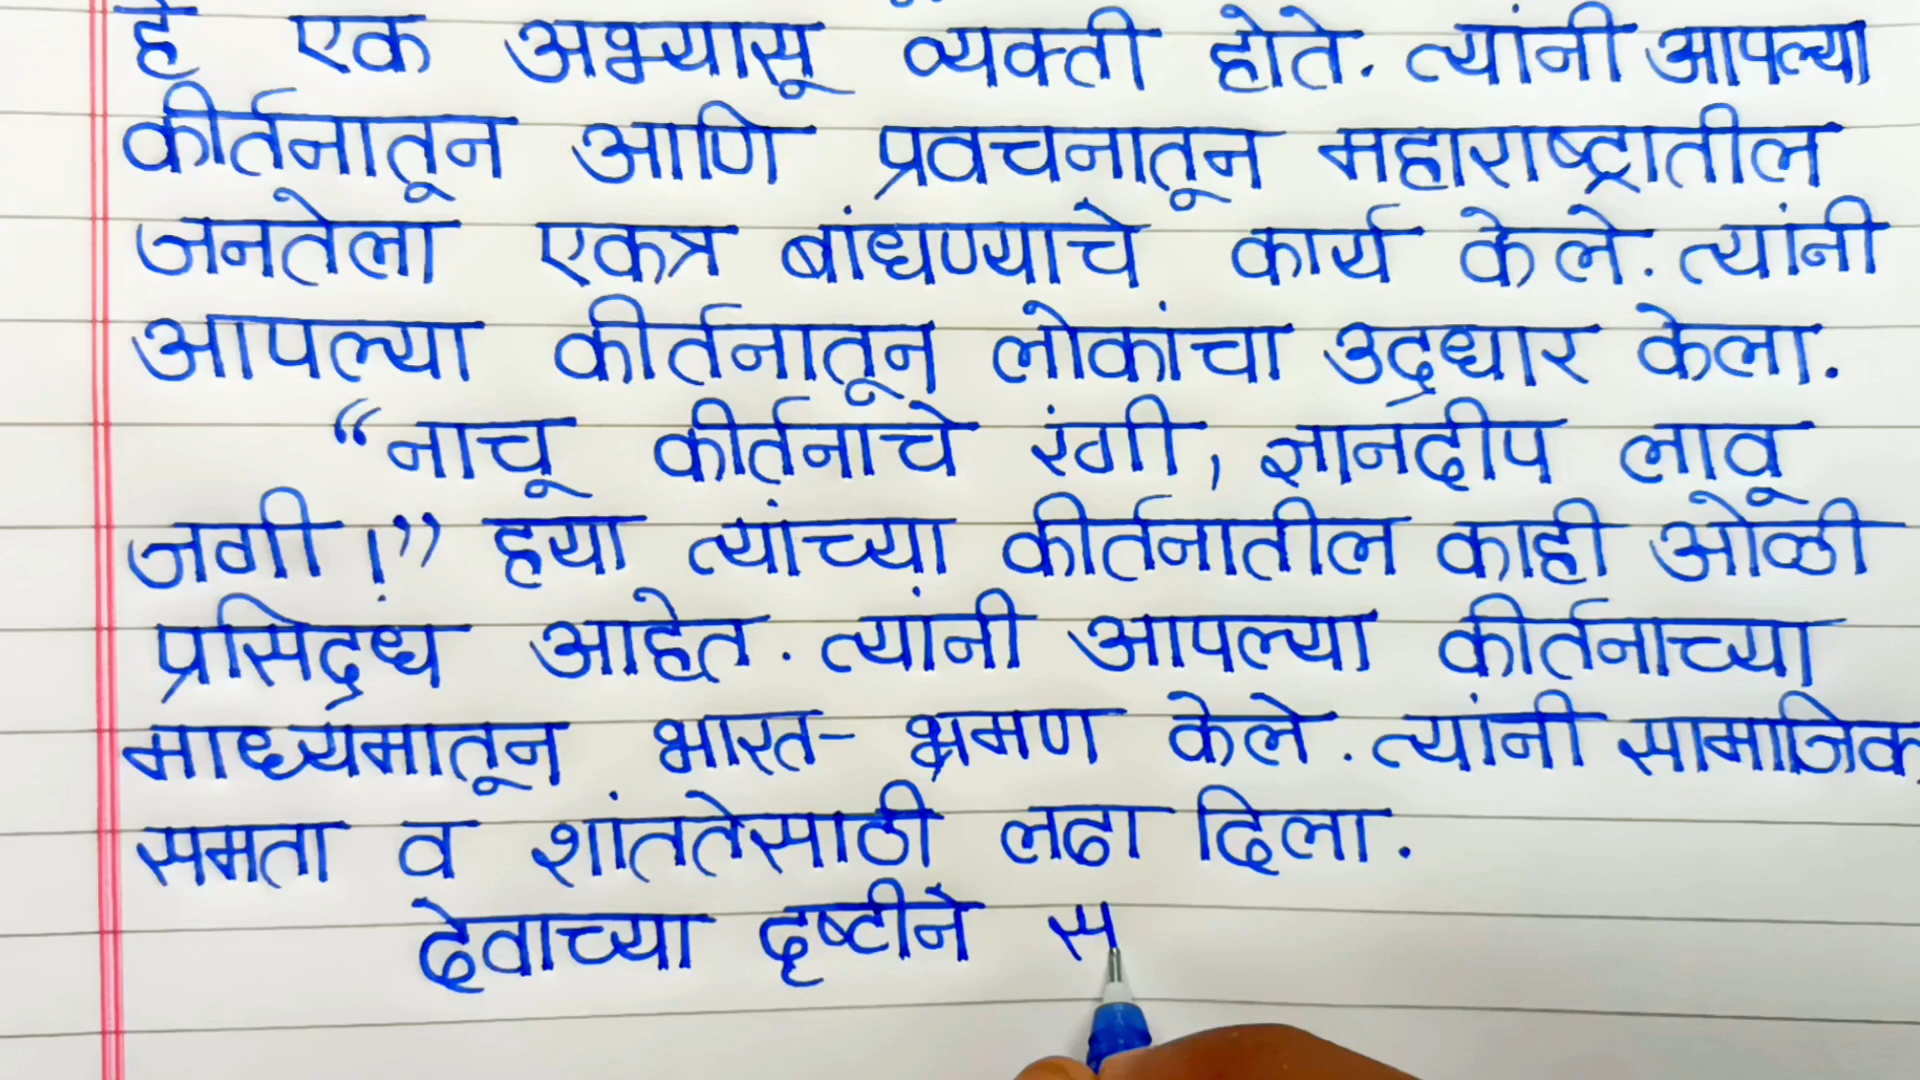 हे एक अभ्यासू व्यक्ती होते. त्यांनी आपल्या
कीर्तनातून आणि प्रवचनातून महाराष्ट्रातील
जनतेला एकत्र बांधण्याचे कार्य केले. त्यांनी
आपल्या कीर्तनातून लोकांचा उद्धार केला.
“नाचू कीर्तनाचे रंगी, ज्ञानदीप लावू
जगी।” ह्या त्यांच्या कीर्तनातील काही ओळी
प्रसिद्ध आहेत. त्यांनी आपल्या कीर्तनाच्या
माध्यमातून भारत- भ्रमण केले. त्यांनी सामाजिक
समता व शांततेसाठी लढा दिला.
देवाच्या दृष्टीने स